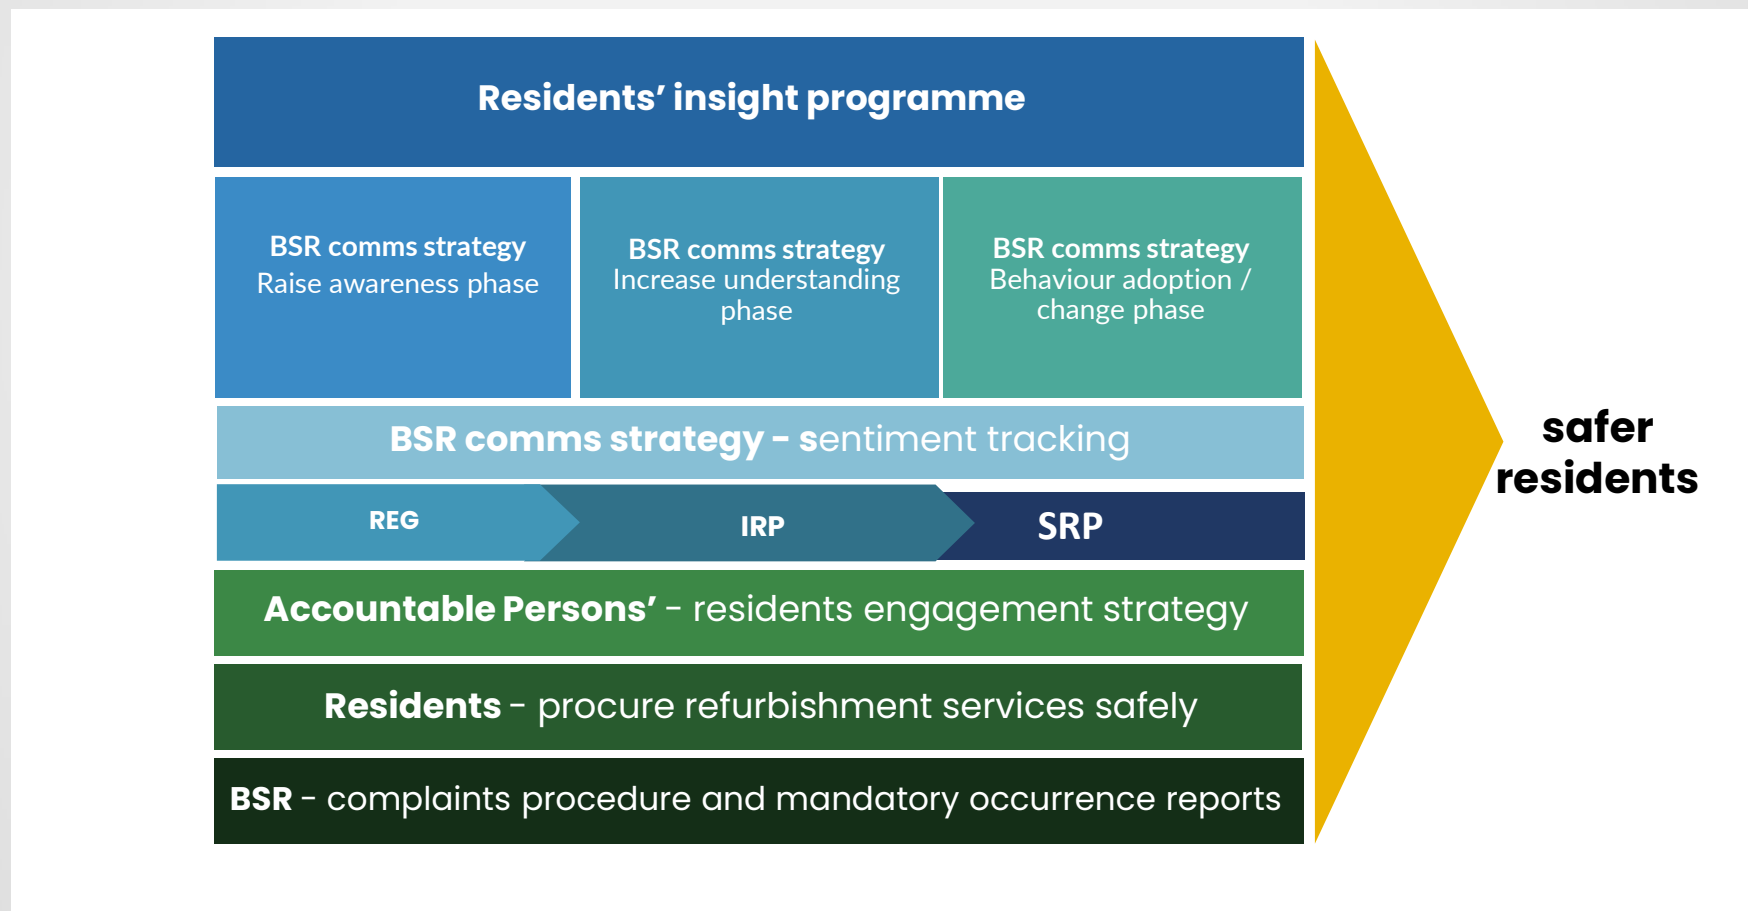 Residents’ insight programme
BSR comms strategy
Raise awareness phase
BSR comms strategy
Increase understanding
phase
BSR comms strategy
Behaviour adoption /
change phase
BSR comms strategy - sentiment tracking
REG
IRP
SRP
Accountable Persons’ - residents engagement strategy
Residents - procure refurbishment services safely
BSR - complaints procedure and mandatory occurrence reports
safer
residents